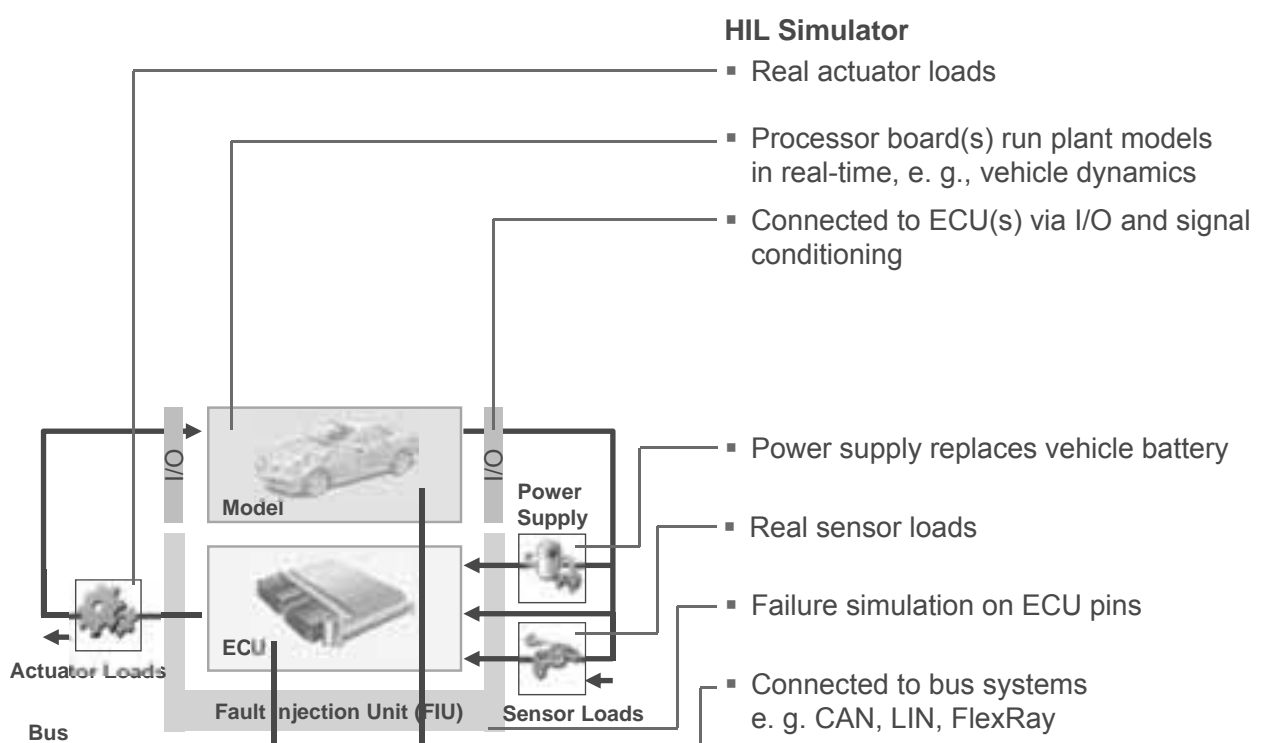 HIL Simulator
▪ Real actuator loads
▪ Processor board(s) run plant models
in real-time, e. g., vehicle dynamics
▪ Connected to ECU(s) via I/O and signal
conditioning
I/O
Model
I/O
Power
Supply
▪ Power supply replaces vehicle battery
▪ Real sensor loads
ECU
▪ Failure simulation on ECU pins
Actuator Loads
Fault Injection Unit (FIU)
Sensor Loads
▪ Connected to bus systems
e. g. CAN, LIN, FlexRay
Bus